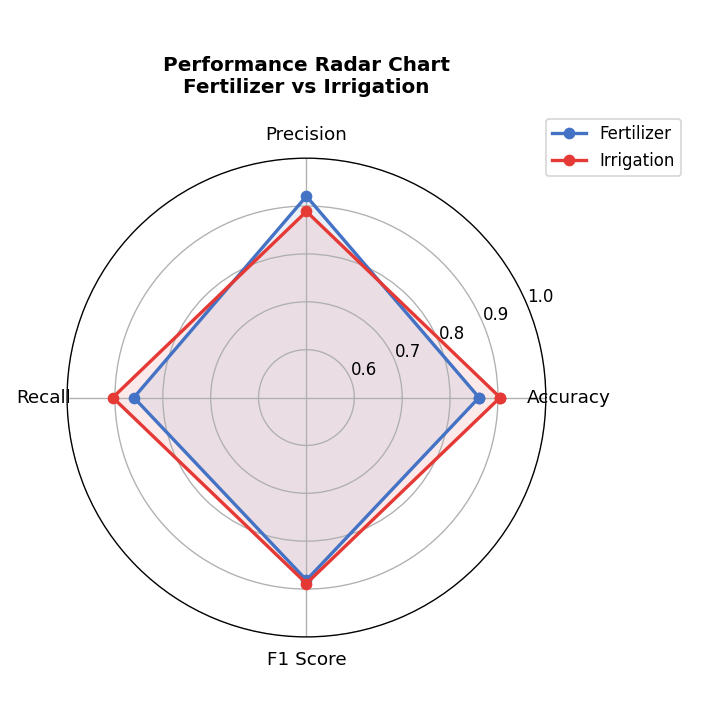 Performance Radar Chart
Fertilizer vs Irrigation
Fertilizer
Irrigation
Precision
1.0
0.9
0.8
0.7
0.6
Recall
Accuracy
F1 Score